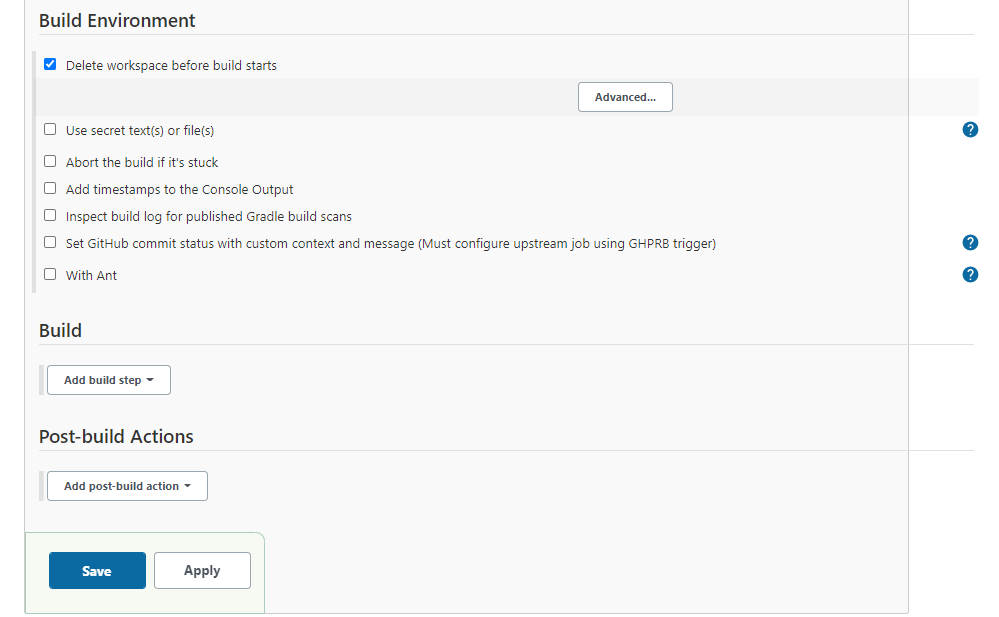 Build Environment
Delete workspace before build starts
Advanced...
Use secret text(s) or file(s)
?
Abort the build if it's stuck
Add timestamps to the Console Output
Inspect build log for published Gradle build scans
Set GitHub commit status with custom context and message (Must configure upstream job using GHPRB trigger)
?
With Ant
?
Build
Add build step
Post-build Actions
Add post-build action
Save
Apply